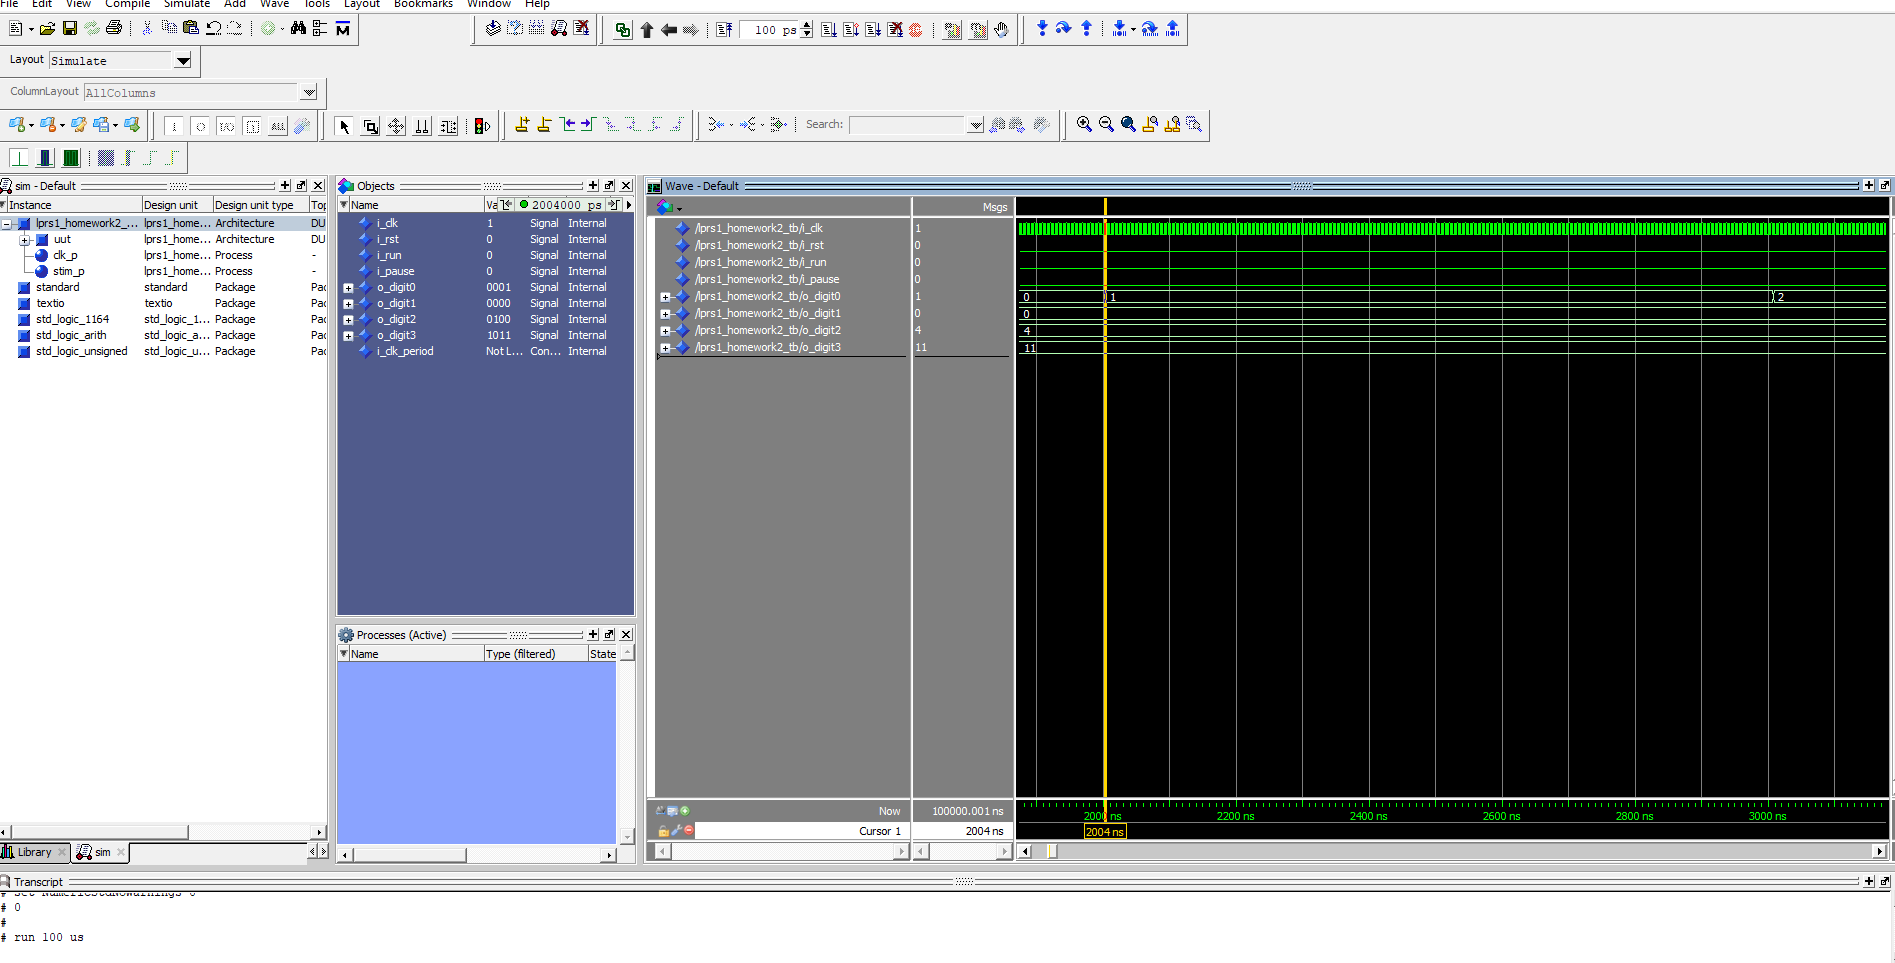 File Edit View Compile Simulate Add Wave Tools Layout Bookmarks Window Help
100 ps
Layout Simulate
ColumnLayout AllColumns
Search:
sim - Default
Instance Design unit Design unit type Top
lprs1_homework2_... lprs1_home... Architecture DU
uut lprs1_home... Architecture DU
clk_p lprs1_home... Process -
stim_p lprs1_home... Process -
standard standard Package Pac
textio textio Package Pac
std_logic_1164 std_logic_1... Package Pac
std_logic_arith std_logic_a... Package Pac
std_logic_unsigned std_logic_u... Package Pac
Library sim
Objects
Name Va 2004000 ps
i_clk 1 Signal Internal
i_rst 0 Signal Internal
i_run 0 Signal Internal
i_pause 0 Signal Internal
o_digit0 0001 Signal Internal
o_digit1 0000 Signal Internal
o_digit2 0100 Signal Internal
o_digit3 1011 Signal Internal
i_clk_period Not L... Con... Internal
Processes (Active)
Name Type (filtered) State
Wave - Default
Msgs
/lprs1_homework2_tb/i_clk 1
/lprs1_homework2_tb/i_rst 0
/lprs1_homework2_tb/i_run 0
/lprs1_homework2_tb/i_pause 0
/lprs1_homework2_tb/o_digit0 1 0 1 2
/lprs1_homework2_tb/o_digit1 0 0
/lprs1_homework2_tb/o_digit2 4 4
/lprs1_homework2_tb/o_digit3 11 11
Now 100000.001 ns 2000 ns 2200 ns 2400 ns 2600 ns 2800 ns 3000 ns
Cursor 1 2004 ns 2004 ns
Transcript
# Set NumericStdNoWarnings 0
# 0
#
# run 100 us